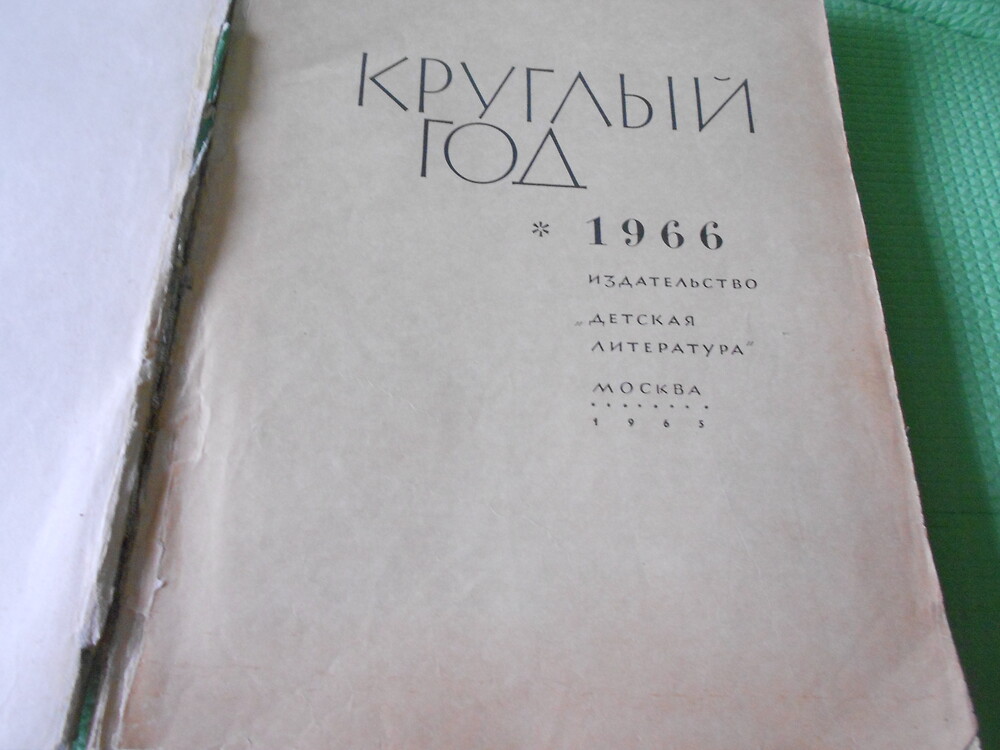 КРУГЛЫЙ
ГОД
* 1966
ИЗДАТЕЛЬСТВО
„ДЕТСКАЯ
ЛИТЕРАТУРА"
МОСКВА
1965